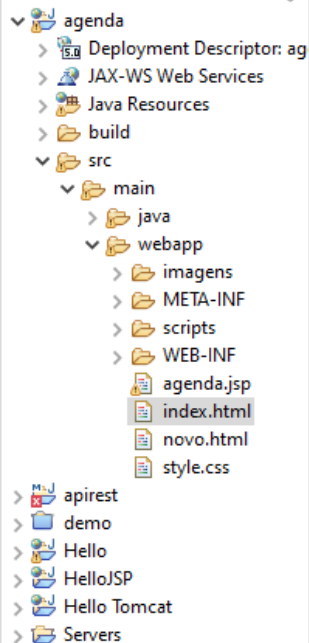 agenda
Deployment Descriptor: ag
JAX-WS Web Services
Java Resources
build
src
main
java
webapp
imagens
META-INF
scripts
WEB-INF
agenda.jsp
index.html
novo.html
style.css
apirest
demo
Hello
HelloJSP
Hello Tomcat
Servers